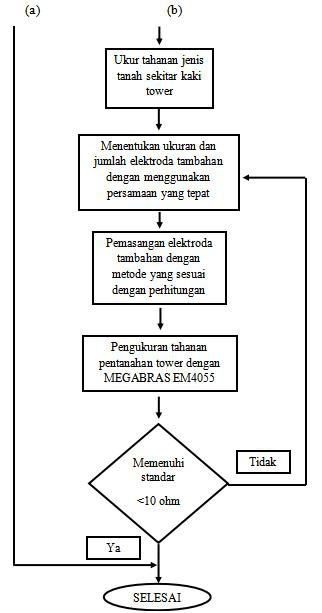 (a) (b)
Ukur tahanan jenis
tanah sekitar kaki
tower
Menentukan ukuran dan
jumlah elektroda tambahan
dengan menggunakan
persamaan yang tepat
Pemasangan elektroda
tambahan dengan
metode yang sesuai
dengan perhitungan
Pengukuran tahanan
pentanahan tower dengan
MEGABRAS EM4055
Memenuhi
standar
<10 ohm
Tidak
Ya
SELESAI